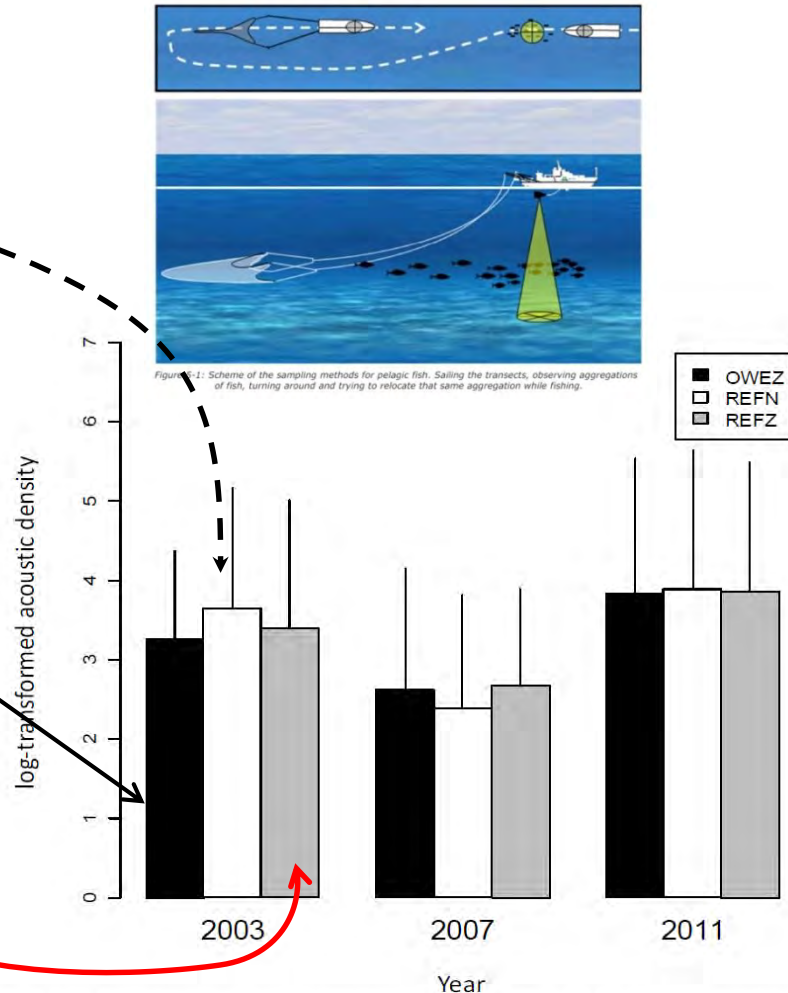 Figure 5-1: Scheme of the sampling methods for pelagic fish. Sailing the transects, observing aggregations
of fish, turning around and trying to relocate that same aggregation while fishing.
OWEZ
REFN
REFZ
log-transformed acoustic density
7
6
5
4
3
2
1
0
2003 2007 2011
Year